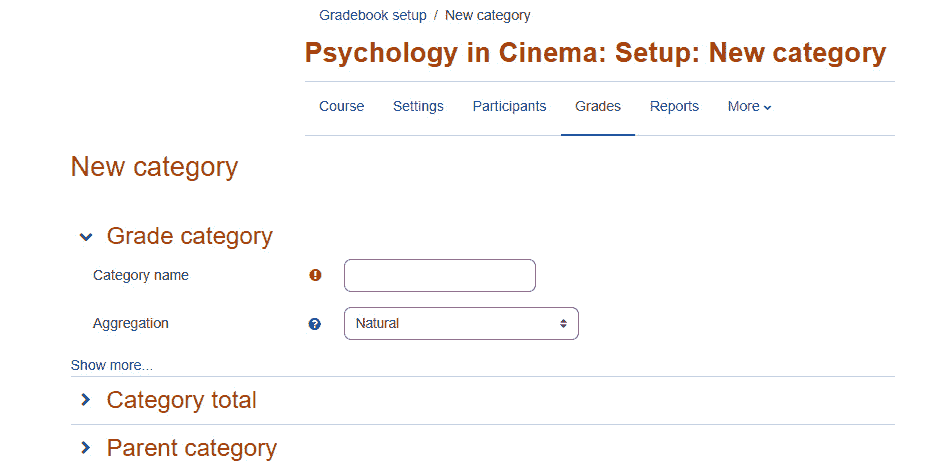 Gradebook setup / New category
Psychology in Cinema: Setup: New category
Course Settings Participants Grades Reports More
New category
Grade category
Category name
Aggregation Natural
Show more...
Category total
Parent category